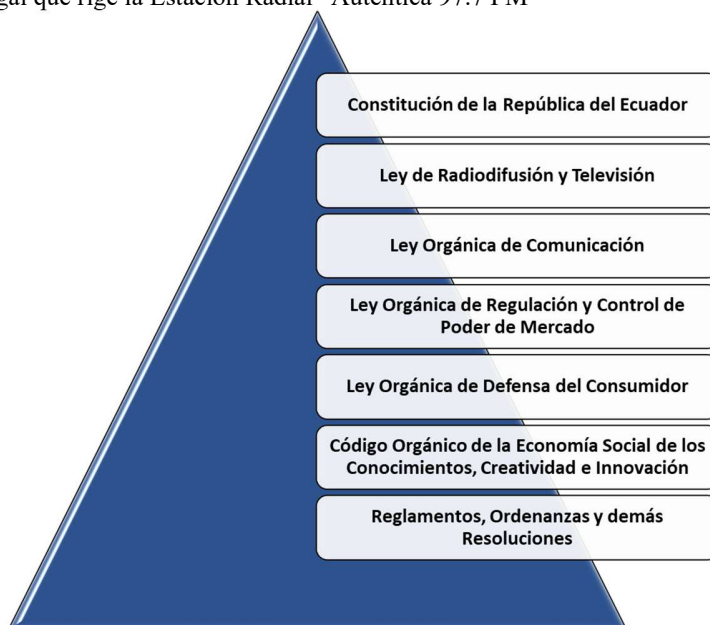 que rige la Estación Radial "Auténtica 97.7 FM"
Constitución de la República del Ecuador
Ley de Radiodifusión y Televisión
Ley Orgánica de Comunicación
Ley Orgánica de Regulación y Control de
Poder de Mercado
Ley Orgánica de Defensa del Consumidor
Código Orgánico de la Economía Social de los
Conocimientos, Creatividad e Innovación
Reglamentos, Ordenanzas y demás
Resoluciones